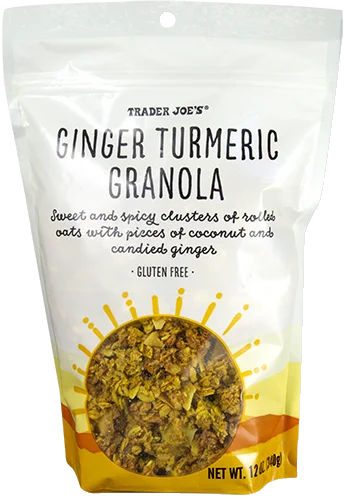 TRADER JOE'S®
GINGER TURMERIC
GRANOLA
Sweet and spicy clusters of rolled
oats with pieces of coconut and
candied ginger
· GLUTEN FREE ·
NET WT. 12 OZ. (340g)